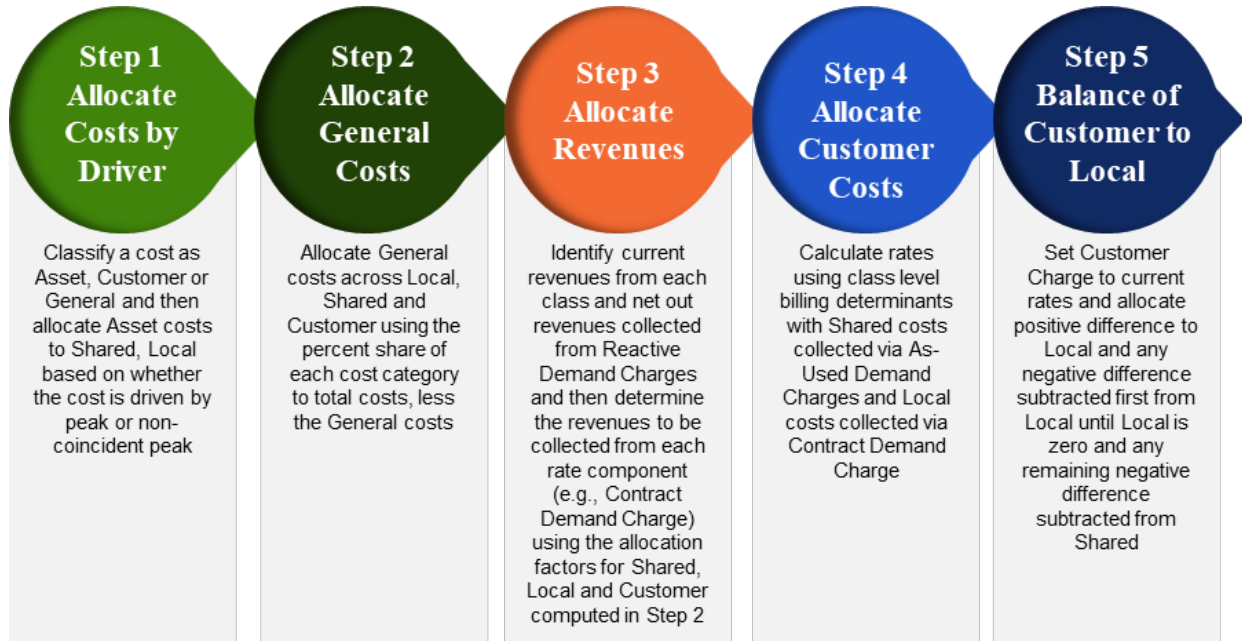 Step 1
Allocate
Costs by
Driver
Classify a cost as
Asset, Customer or
General and then
allocate Asset costs
to Shared, Local
based on whether
the cost is driven by
peak or non-
coincident peak
Step 2
Allocate
General
Costs
Allocate General
costs across Local,
Shared and
Customer using the
percent share of
each cost category
to total costs, less
the General costs
Step 3
Allocate
Revenues
Identify current
revenues from each
class and net out
revenues collected
from Reactive
Demand Charges
and then determine
the revenues to be
collected from each
rate component
(e.g., Contract
Demand Charge)
using the allocation
factors for Shared,
Local and Customer
computed in Step 2
Step 4
Allocate
Customer
Costs
Calculate rates
using class level
billing determinants
with Shared costs
collected via As-
Used Demand
Charges and Local
costs collected via
Contract Demand
Charge
Step 5
Balance of
Customer to
Local
Set Customer
Charge to current
rates and allocate
positive difference to
Local and any
negative difference
subtracted first from
Local until Local is
zero and any
remaining negative
difference
subtracted from
Shared